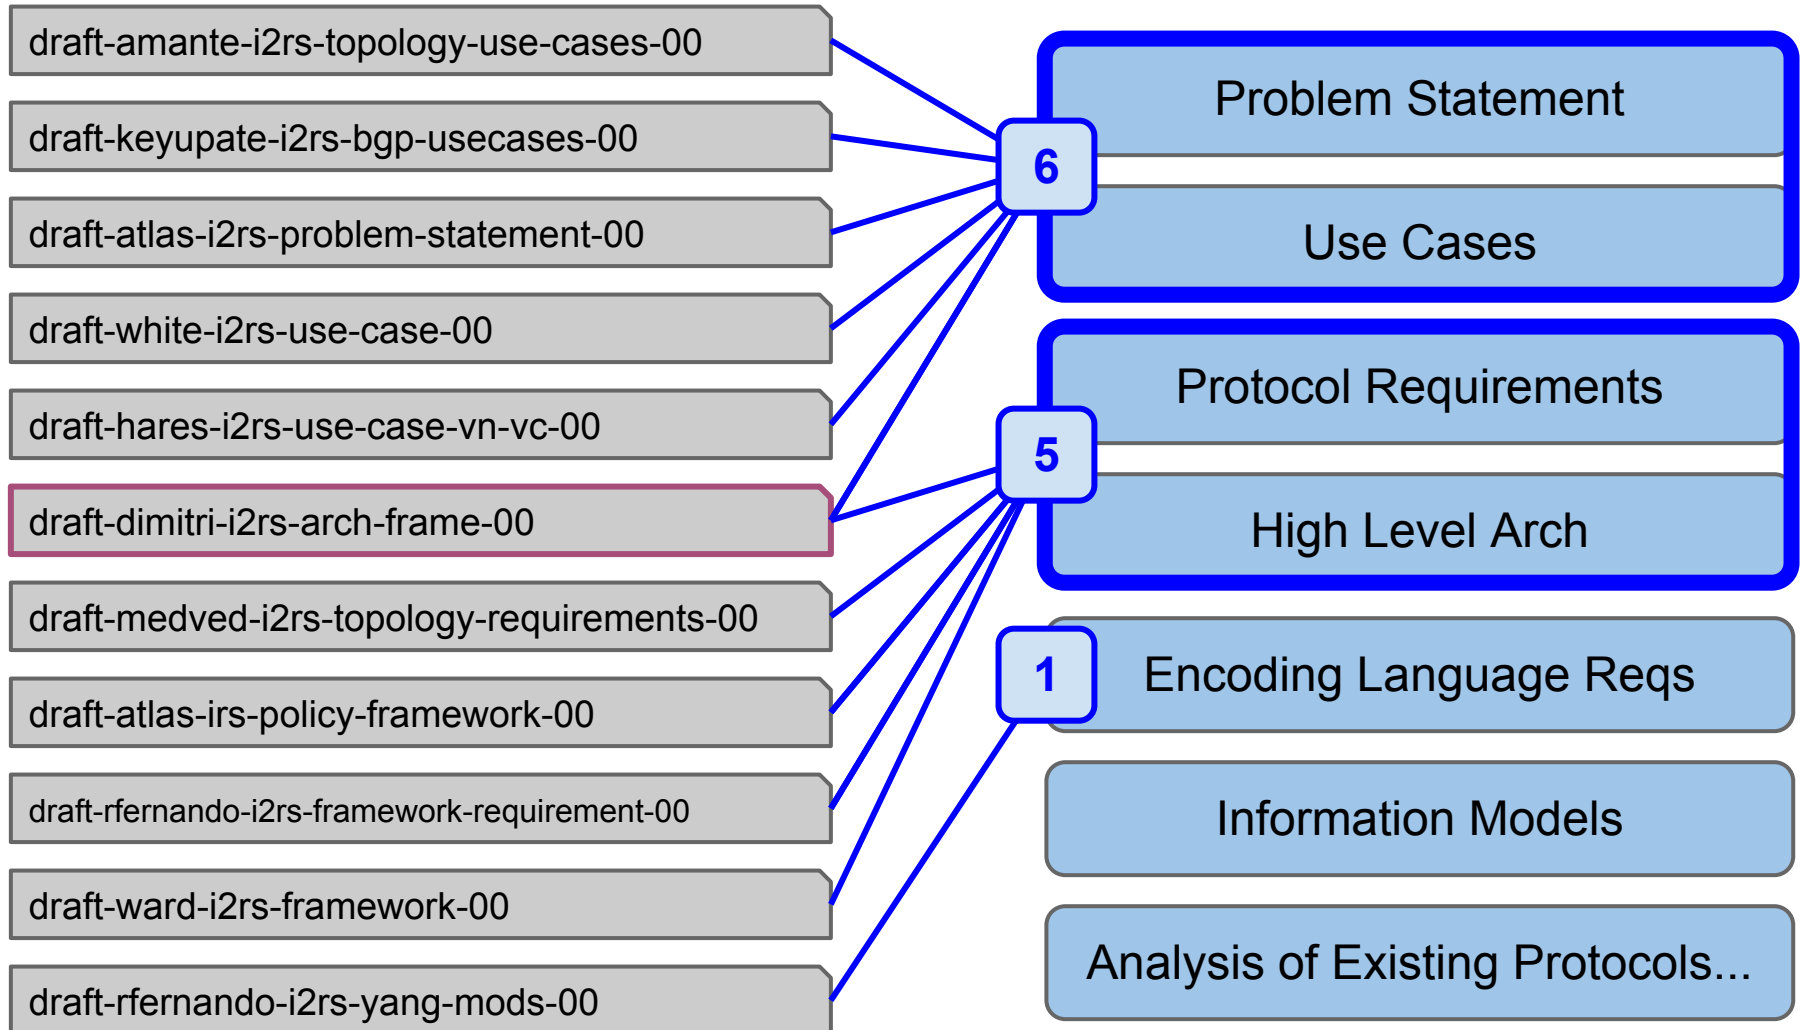 draft-amante-i2rs-topology-use-cases-00
draft-keyupate-i2rs-bgp-usecases-00
draft-atlas-i2rs-problem-statement-00
draft-white-i2rs-use-case-00
draft-hares-i2rs-use-case-vn-vc-00
draft-dimitri-i2rs-arch-frame-00
draft-medved-i2rs-topology-requirements-00
draft-atlas-irs-policy-framework-00
draft-rfernando-i2rs-framework-requirement-00
draft-ward-i2rs-framework-00
draft-rfernando-i2rs-yang-mods-00
6
Problem Statement
Use Cases
5
Protocol Requirements
High Level Arch
1
Encoding Language Reqs
Information Models
Analysis of Existing Protocols...